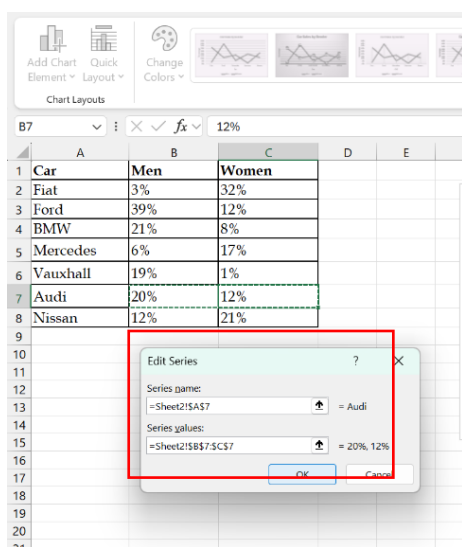 Add Chart Quick Change
Element Layout Colors
Chart Layouts
B7 fx 12%
A B C D E
1 Car Men Women
2 Fiat 3% 32%
3 Ford 39% 12%
4 BMW 21% 8%
5 Mercedes 6% 17%
6 Vauxhall 19% 1%
7 Audi 20% 12%
8 Nissan 12% 21%
9
10
11
12
13
14
15
16
17
18
19
20
21
Edit Series ? X
Series name:
=Sheet2!$A$7 = Audi
Series values:
=Sheet2!$B$7:$C$7 = 20%, 12%
OK Cancel